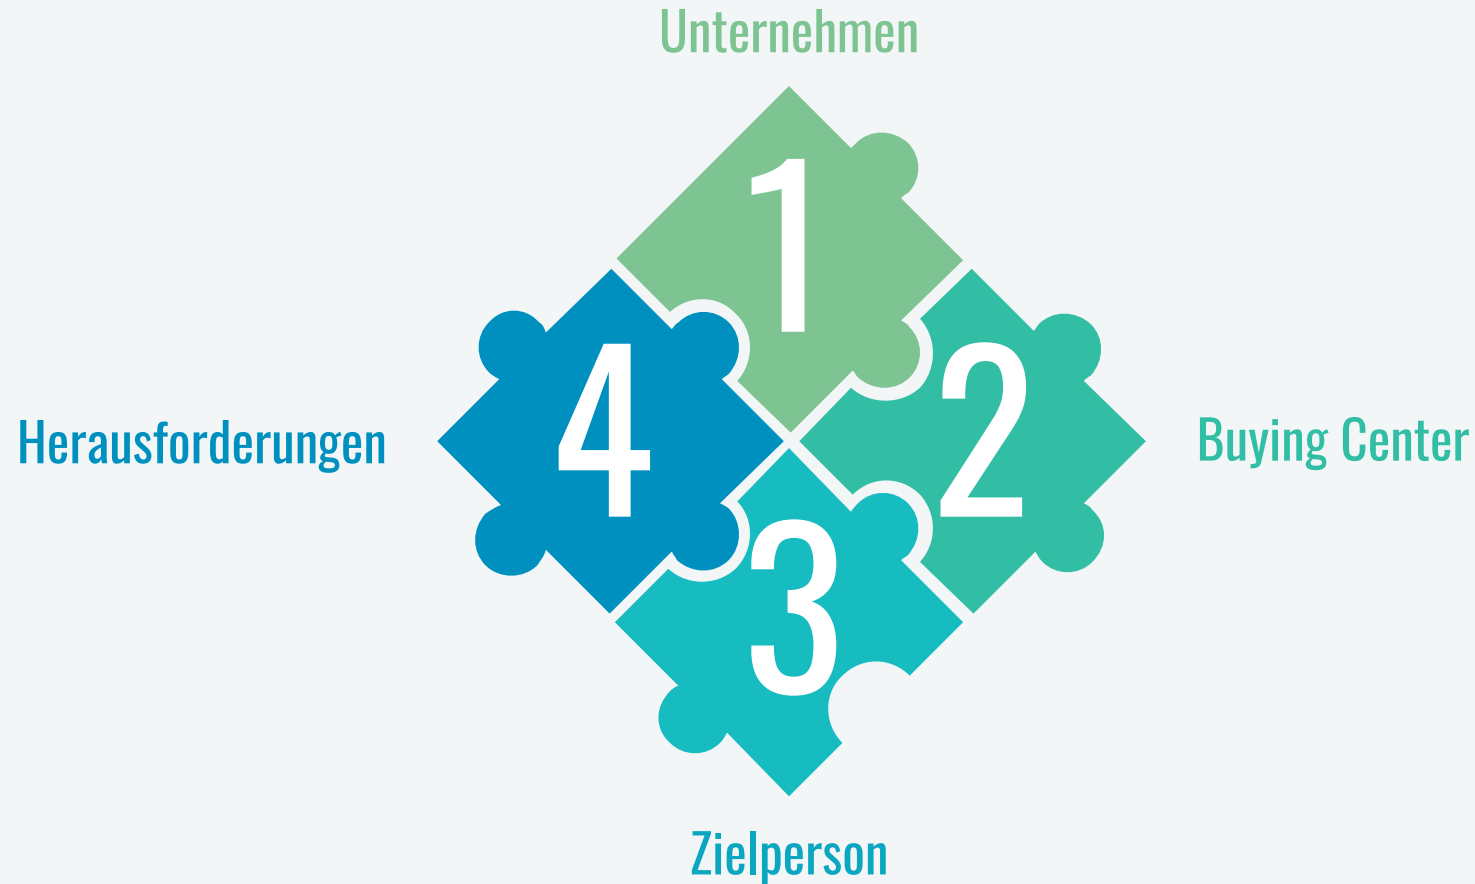 Unternehmen
1
2
Buying Center
3
Zielperson
4
Herausforderungen